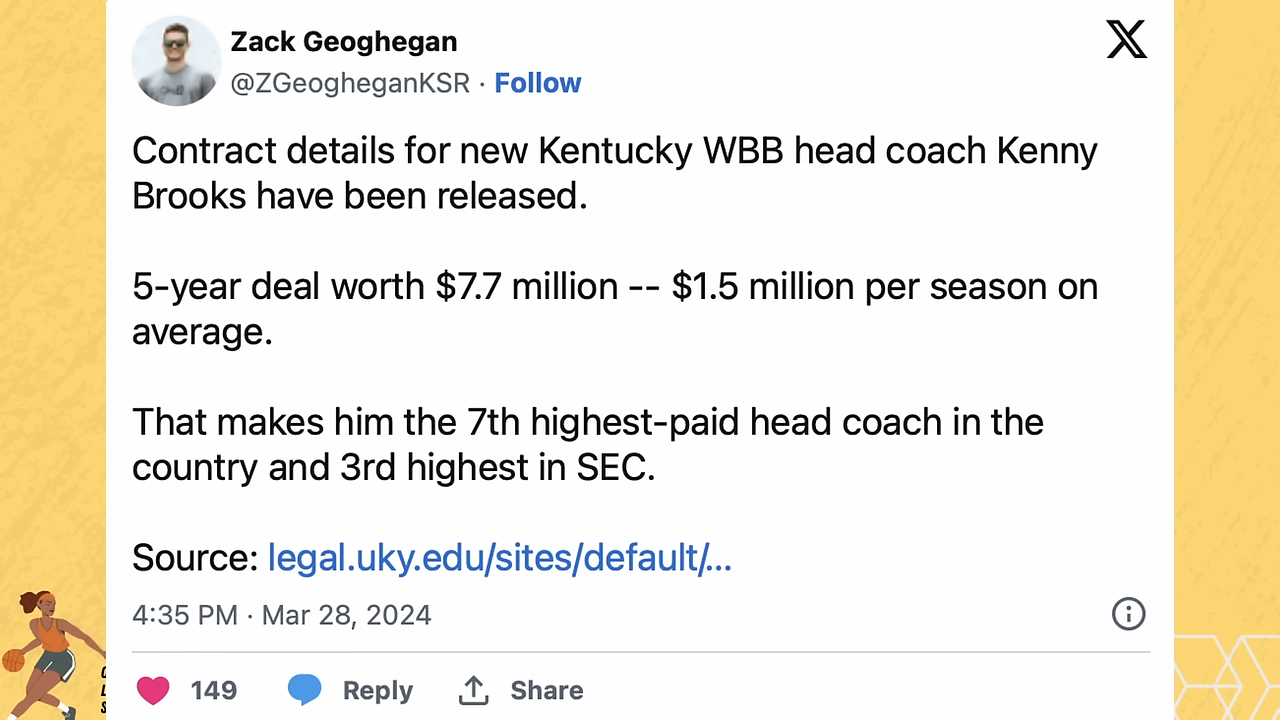 Zack Geoghegan
@ZGeogheganKSR · Follow
Contract details for new Kentucky WBB head coach Kenny
Brooks have been released.
5-year deal worth $7.7 million -- $1.5 million per season on
average.
That makes him the 7th highest-paid head coach in the
country and 3rd highest in SEC.
Source: legal.uky.edu/sites/default/...
4:35 PM · Mar 28, 2024
149 Reply Share